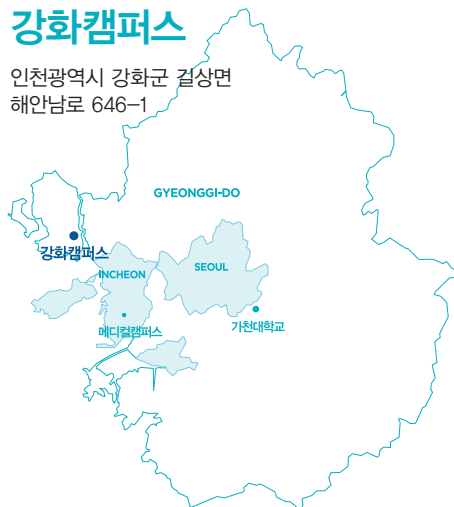 강화캠퍼스
인천광역시 강화군 길상면
해안남로 646-1
GYEONGGI-DO
강화캠퍼스
INCHEON
SEOUL
메디컬캠퍼스
가천대학교